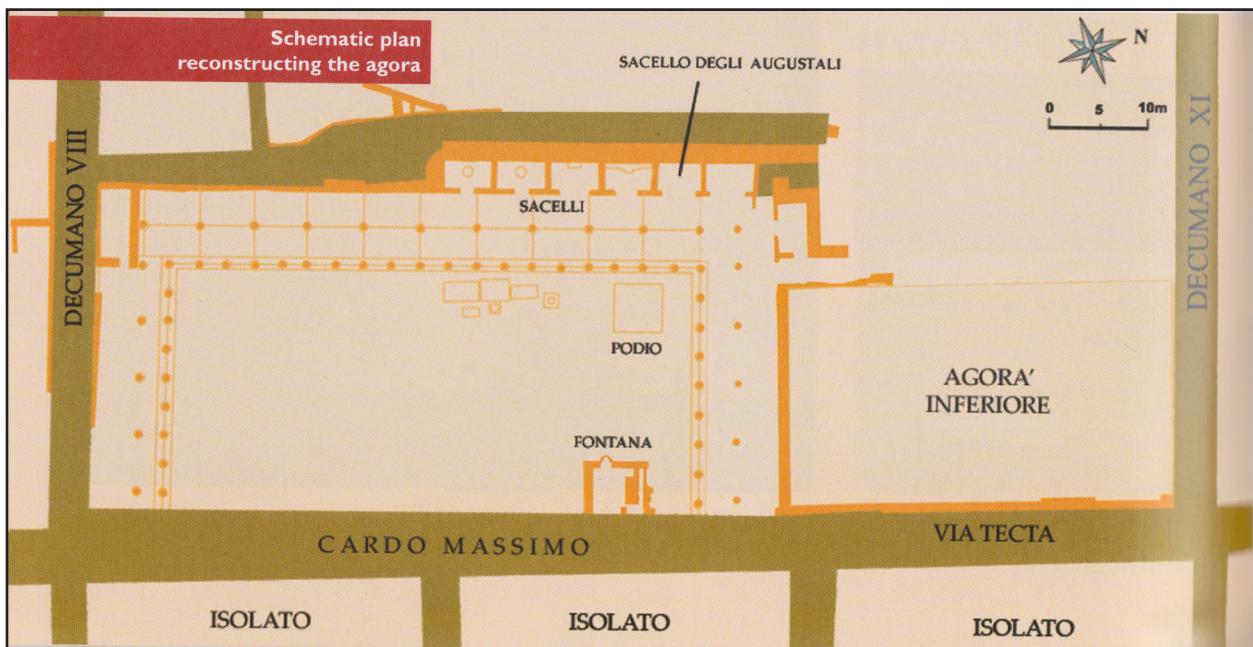 Schematic plan
reconstructing the agora
SACELLO DEGLI AUGUSTALI
N
0 5 10m
DECUMANO VIII
DECUMANO XI
SACELLI
PODIO
AGORA'
INFERIORE
FONTANA
CARDO MASSIMO
VIA TECTA
ISOLATO
ISOLATO
ISOLATO